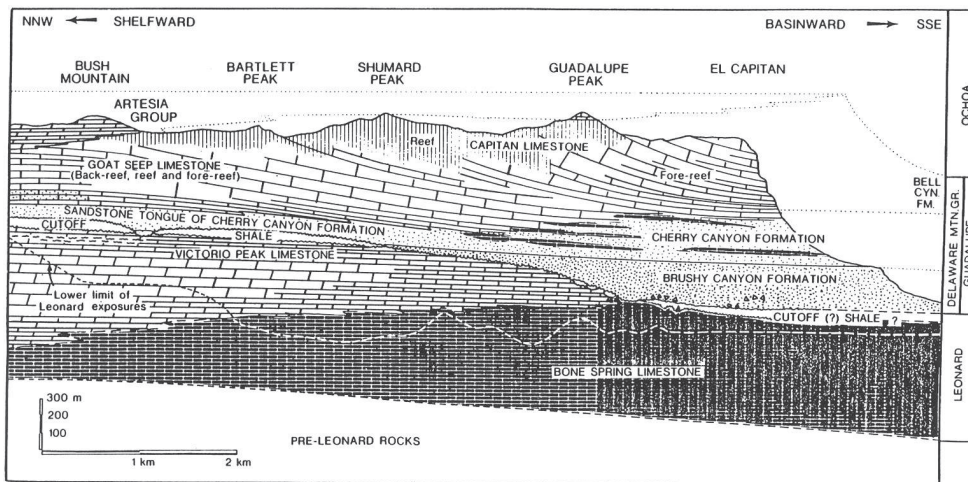 NNW ← SHELFWARD
BASINWARD → SSE
BUSH
MOUNTAIN
BARTLETT
PEAK
SHUMARD
PEAK
GUADALUPE
PEAK
EL CAPITAN
ARTESIA
GROUP
Reef
CAPITAN LIMESTONE
GOAT SEEP LIMESTONE
(Back-reef, reef and fore-reef)
Fore-reef
BELL
CYN.
FM.
OCHOA
SANDSTONE TONGUE OF CHERRY CANYON FORMATION
CUTOFF
SHALE
CHERRY CANYON FORMATION
VICTORIO PEAK LIMESTONE
BRUSHY CANYON FORMATION
DELAWARE MTN.GR.
Lower limit of
Leonard exposures
CUTOFF (?) SHALE ?
BONE SPRING LIMESTONE
LEONARD
300 m
200
100
1 km
2 km
PRE-LEONARD ROCKS